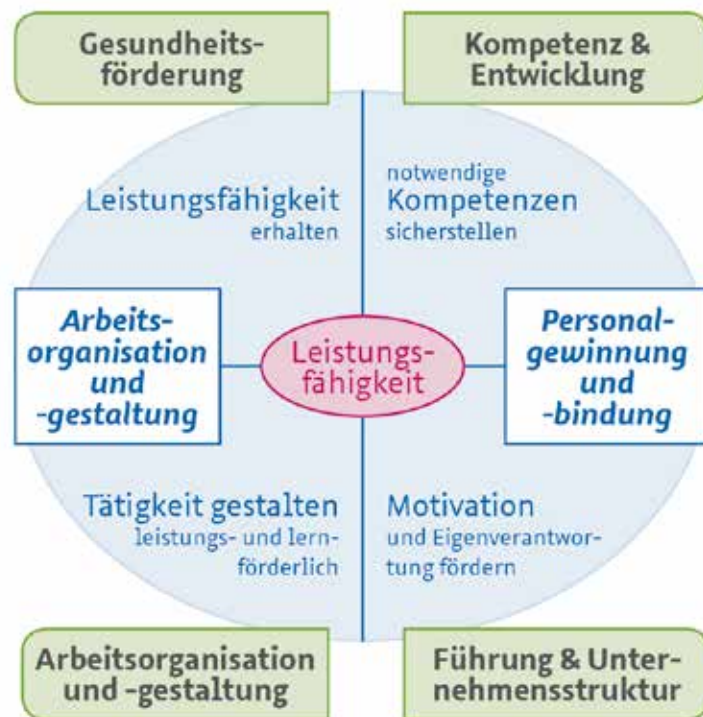 Gesundheits-
förderung
Kompetenz &
Entwicklung
Leistungsfähigkeit
erhalten
notwendige
Kompetenzen
sicherstellen
Arbeits-
organisation
und
-gestaltung
Leistungs-
fähigkeit
Personal-
gewinnung
und
-bindung
Tätigkeit gestalten
leistungs- und lern-
förderlich
Motivation
und Eigenverantwor-
tung fördern
Arbeitsorganisation
und -gestaltung
Führung & Unter-
nehmensstruktur